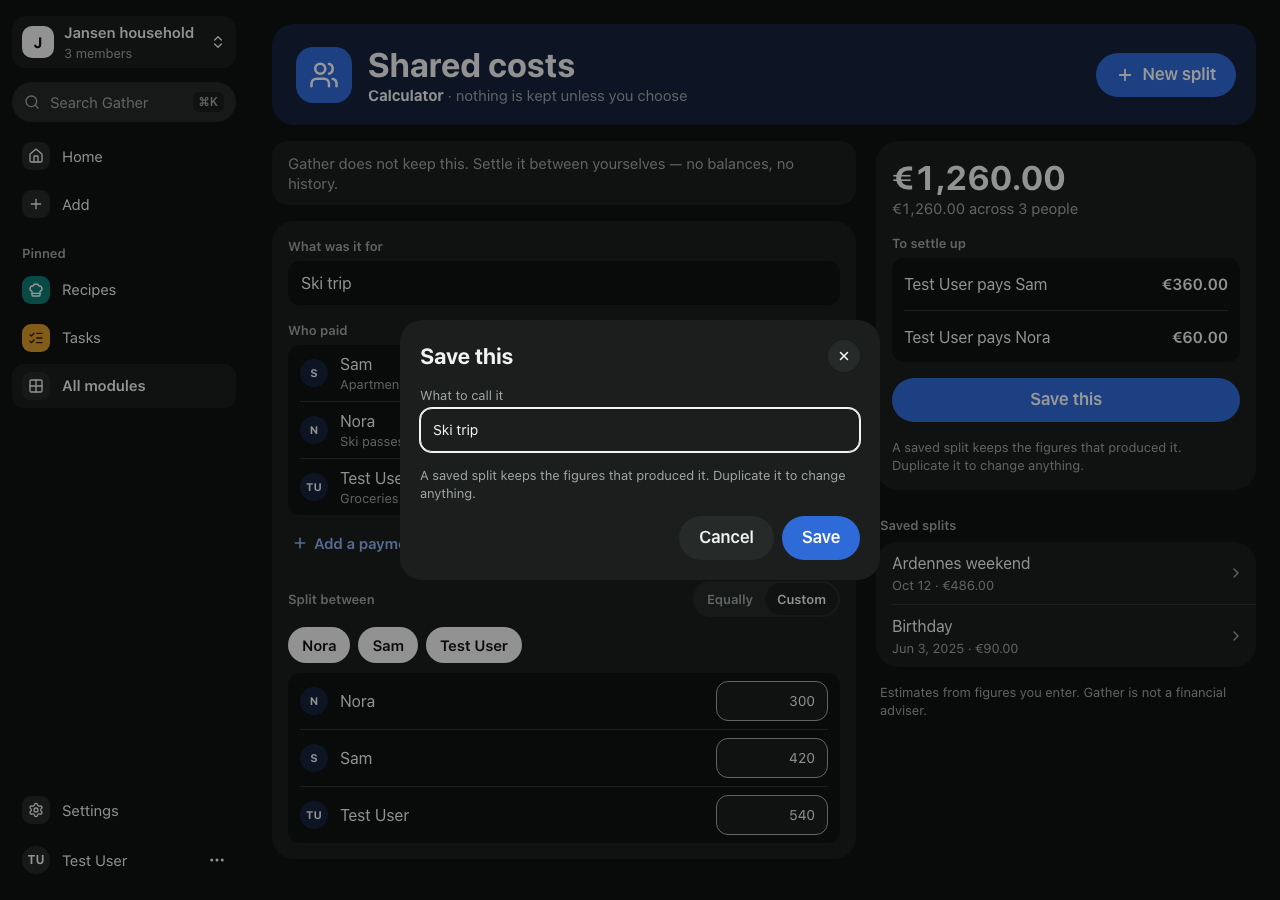 J
Jansen household
3 members
Search Gather
⌘K
Home
Add
Pinned
Recipes
Tasks
All modules
Settings
TU
Test User
Shared costs
Calculator · nothing is kept unless you choose
New split
Gather does not keep this. Settle it between yourselves — no balances, no
history.
What was it for
Ski trip
Who paid
S
Sam
Apartmen
N
Nora
Ski passes
TU
Test Use
Groceries
Add a payme
Split between
Equally
Custom
Nora
Sam
Test User
N
Nora
300
S
Sam
420
TU
Test User
540
Save this
What to call it
Ski trip
A saved split keeps the figures that produced it. Duplicate it to change
anything.
Cancel
Save
€1,260.00
€1,260.00 across 3 people
To settle up
Test User pays Sam
€360.00
Test User pays Nora
€60.00
Save this
A saved split keeps the figures that produced it.
Duplicate it to change anything.
Saved splits
Ardennes weekend
Oct 12 · €486.00
Birthday
Jun 3, 2025 · €90.00
Estimates from figures you enter. Gather is not a financial
adviser.